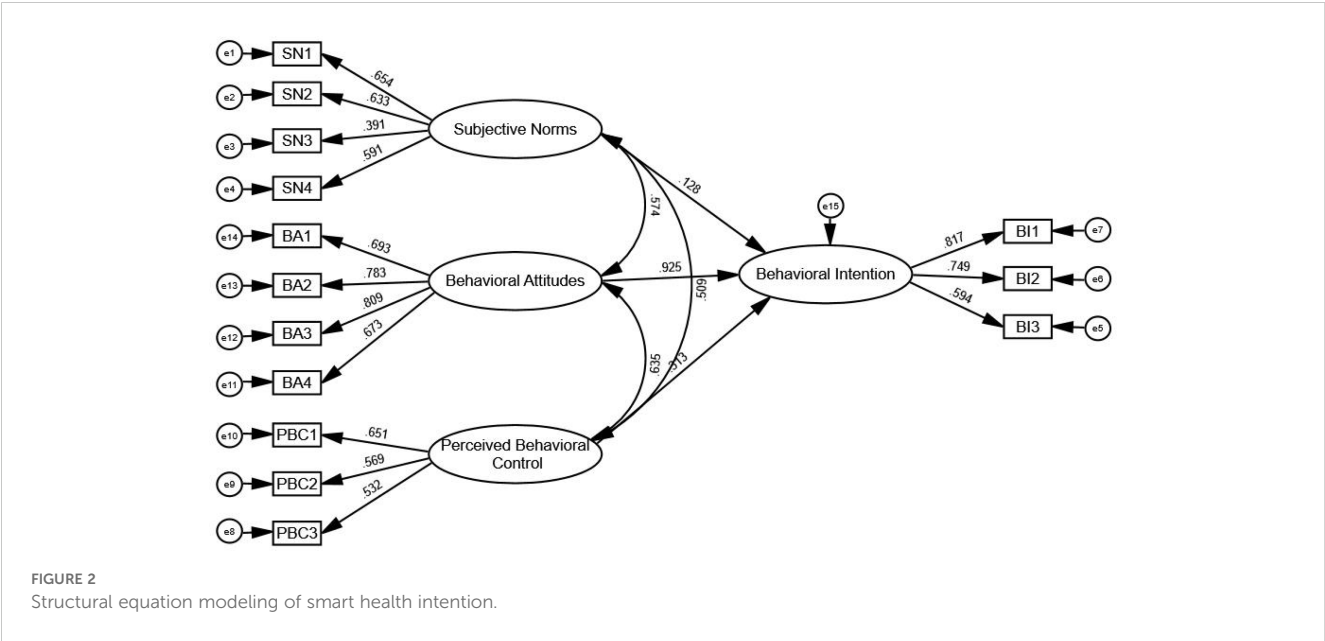 e1
SN1
.654
e2
SN2
.633
e3
SN3
.391
e4
SN4
.591
Subjective Norms
.128
.574
e15
e14
BA1
.693
e13
BA2
.783
Behavioral Attitudes
.925
Behavioral Intention
.817
BI1
e7
.749
BI2
e6
.594
BI3
e5
.509
e12
BA3
.809
e11
BA4
.673
.635
.313
e10
PBC1
.651
Perceived Behavioral
Control
e9
PBC2
.569
e8
PBC3
.532
FIGURE 2
Structural equation modeling of smart health intention.